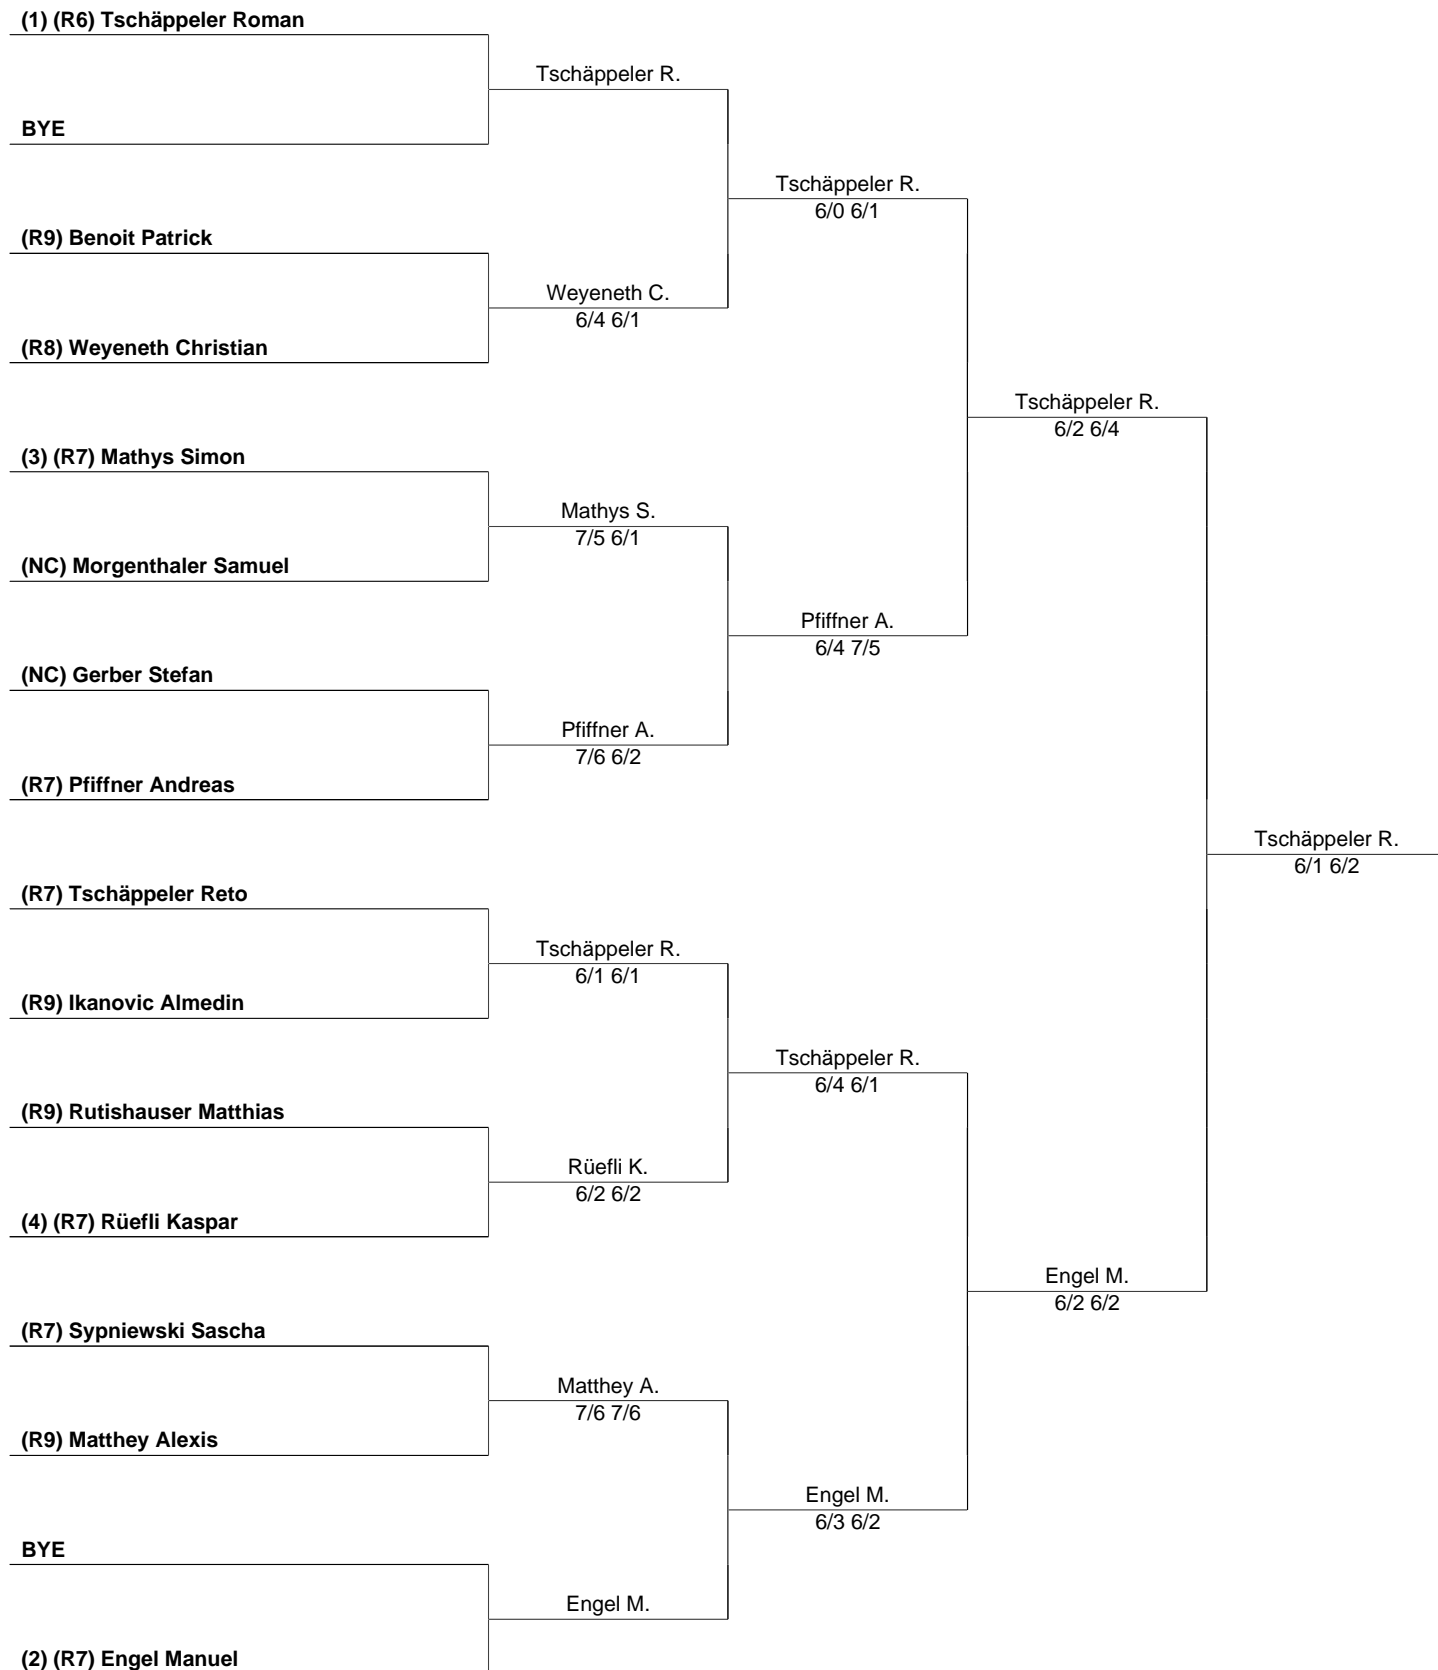 (1) (R6) Tschäppeler Roman
Tschäppeler R.
BYE
Tschäppeler R.
6/0 6/1
(R9) Benoit Patrick
Weyeneth C.
6/4 6/1
(R8) Weyeneth Christian
Tschäppeler R.
6/2 6/4
(3) (R7) Mathys Simon
Mathys S.
7/5 6/1
(NC) Morgenthaler Samuel
Pfiffner A.
6/4 7/5
(NC) Gerber Stefan
Pfiffner A.
7/6 6/2
(R7) Pfiffner Andreas
Tschäppeler R.
6/1 6/2
(R7) Tschäppeler Reto
Tschäppeler R.
6/1 6/1
(R9) Ikanovic Almedin
Tschäppeler R.
6/4 6/1
(R9) Rutishauser Matthias
Rüefli K.
6/2 6/2
(4) (R7) Rüefli Kaspar
Engel M.
6/2 6/2
(R7) Sypniewski Sascha
Matthey A.
7/6 7/6
(R9) Matthey Alexis
Engel M.
6/3 6/2
BYE
Engel M.
(2) (R7) Engel Manuel